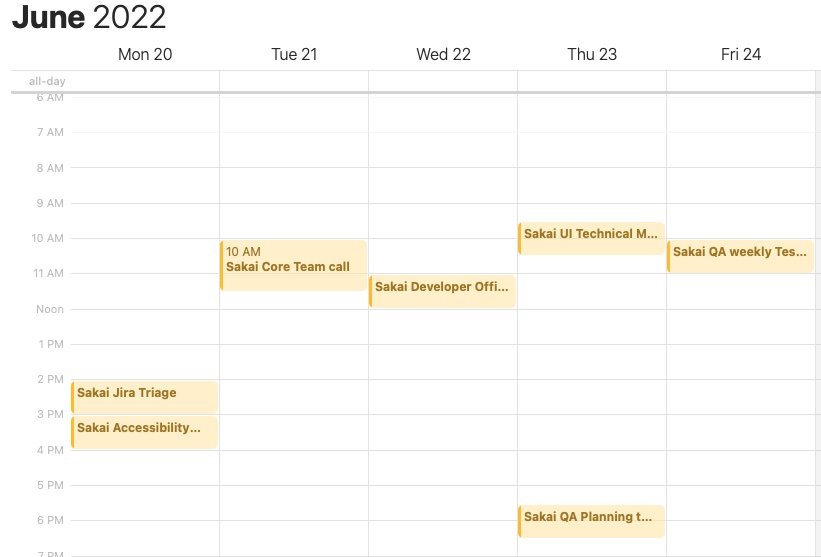 June 2022
Mon 20 Tue 21 Wed 22 Thu 23 Fri 24
all-day
6 AM
7 AM
8 AM
9 AM
Sakai UI Technical M...
10 AM
10 AM
Sakai Core Team call
Sakai QA weekly Tes...
11 AM
Sakai Developer Offi...
Noon
1 PM
2 PM
Sakai Jira Triage
3 PM
Sakai Accessibility...
4 PM
5 PM
Sakai QA Planning t...
6 PM
7 PM